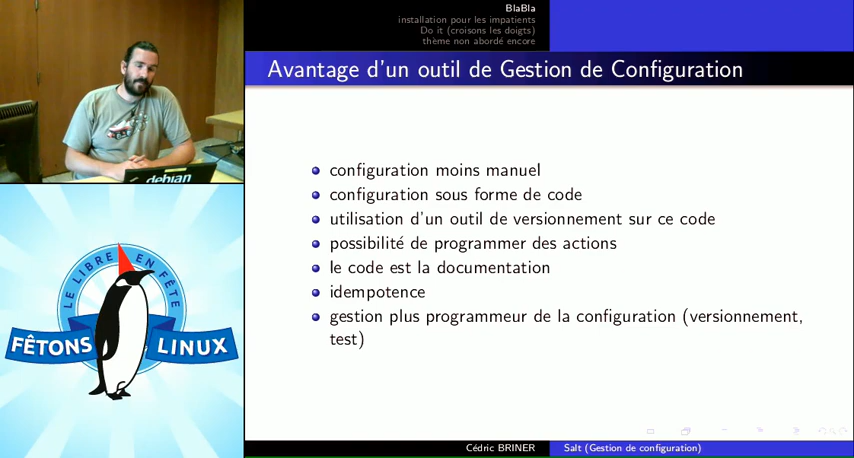 BlaBla
installation pour les impatients
Do it (croisons les doigts)
thème non abordé encore
Avantage d'un outil de Gestion de Configuration
configuration moins manuel
configuration sous forme de code
utilisation d'un outil de versionnement sur ce code
possibilité de programmer des actions
le code est la documentation
idempotence
gestion plus programmeur de la configuration (versionnement,
test)
debian
LE LIBRE EN FÊTE
FÊTONS LINUX
Cédric BRINER
Salt (Gestion de configuration)